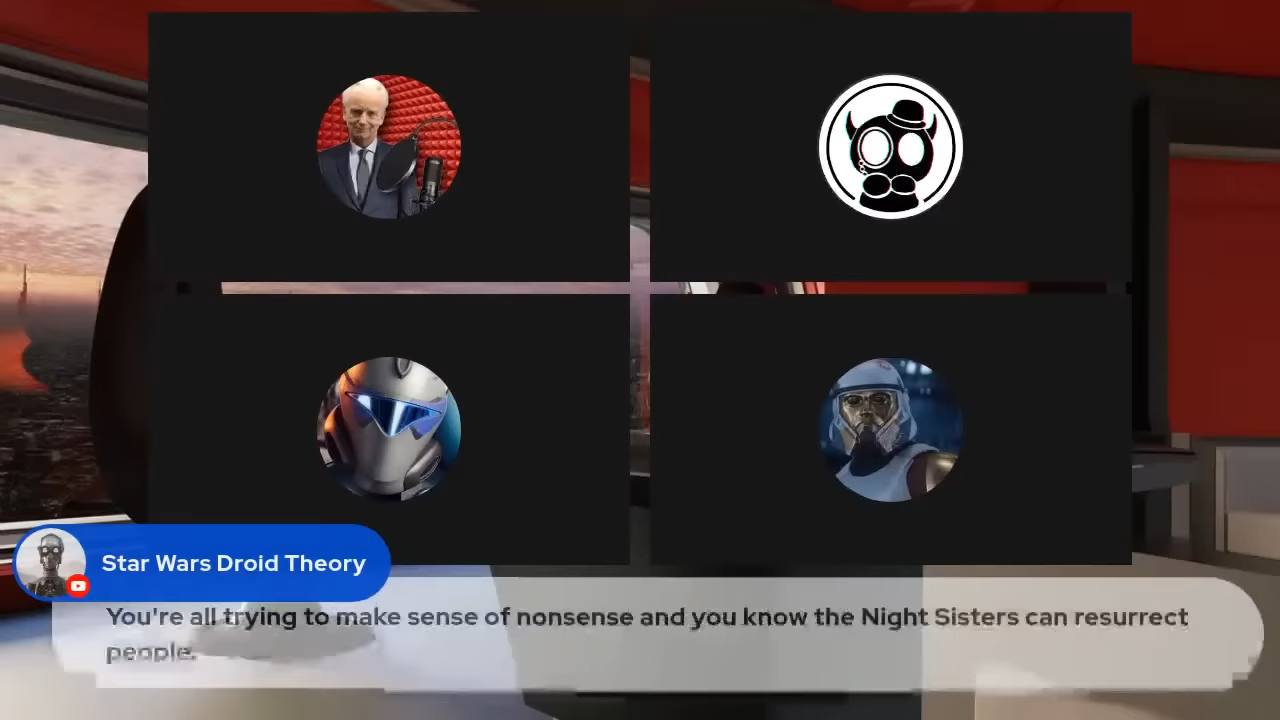 Star Wars Droid Theory
You're all trying to make sense of nonsense and you know the Night Sisters can resurrect
people.